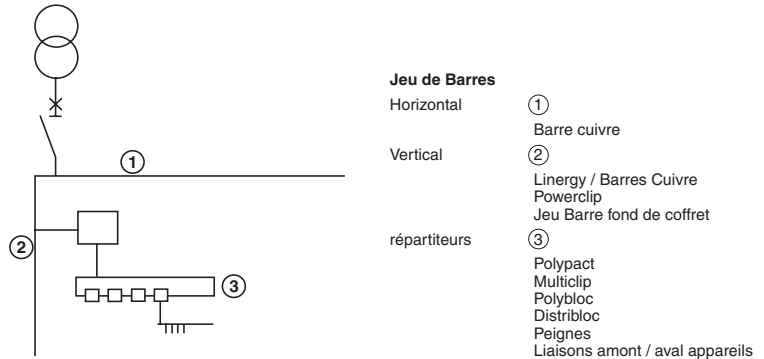 1
2
3
Jeu de Barres
Horizontal 1
Barre cuivre
Vertical 2
Linergy / Barres Cuivre
Powerclip
Jeu Barre fond de coffret
répartiteurs 3
Polypact
Multiclip
Polybloc
Distribloc
Peignes
Liaisons amont / aval appareils